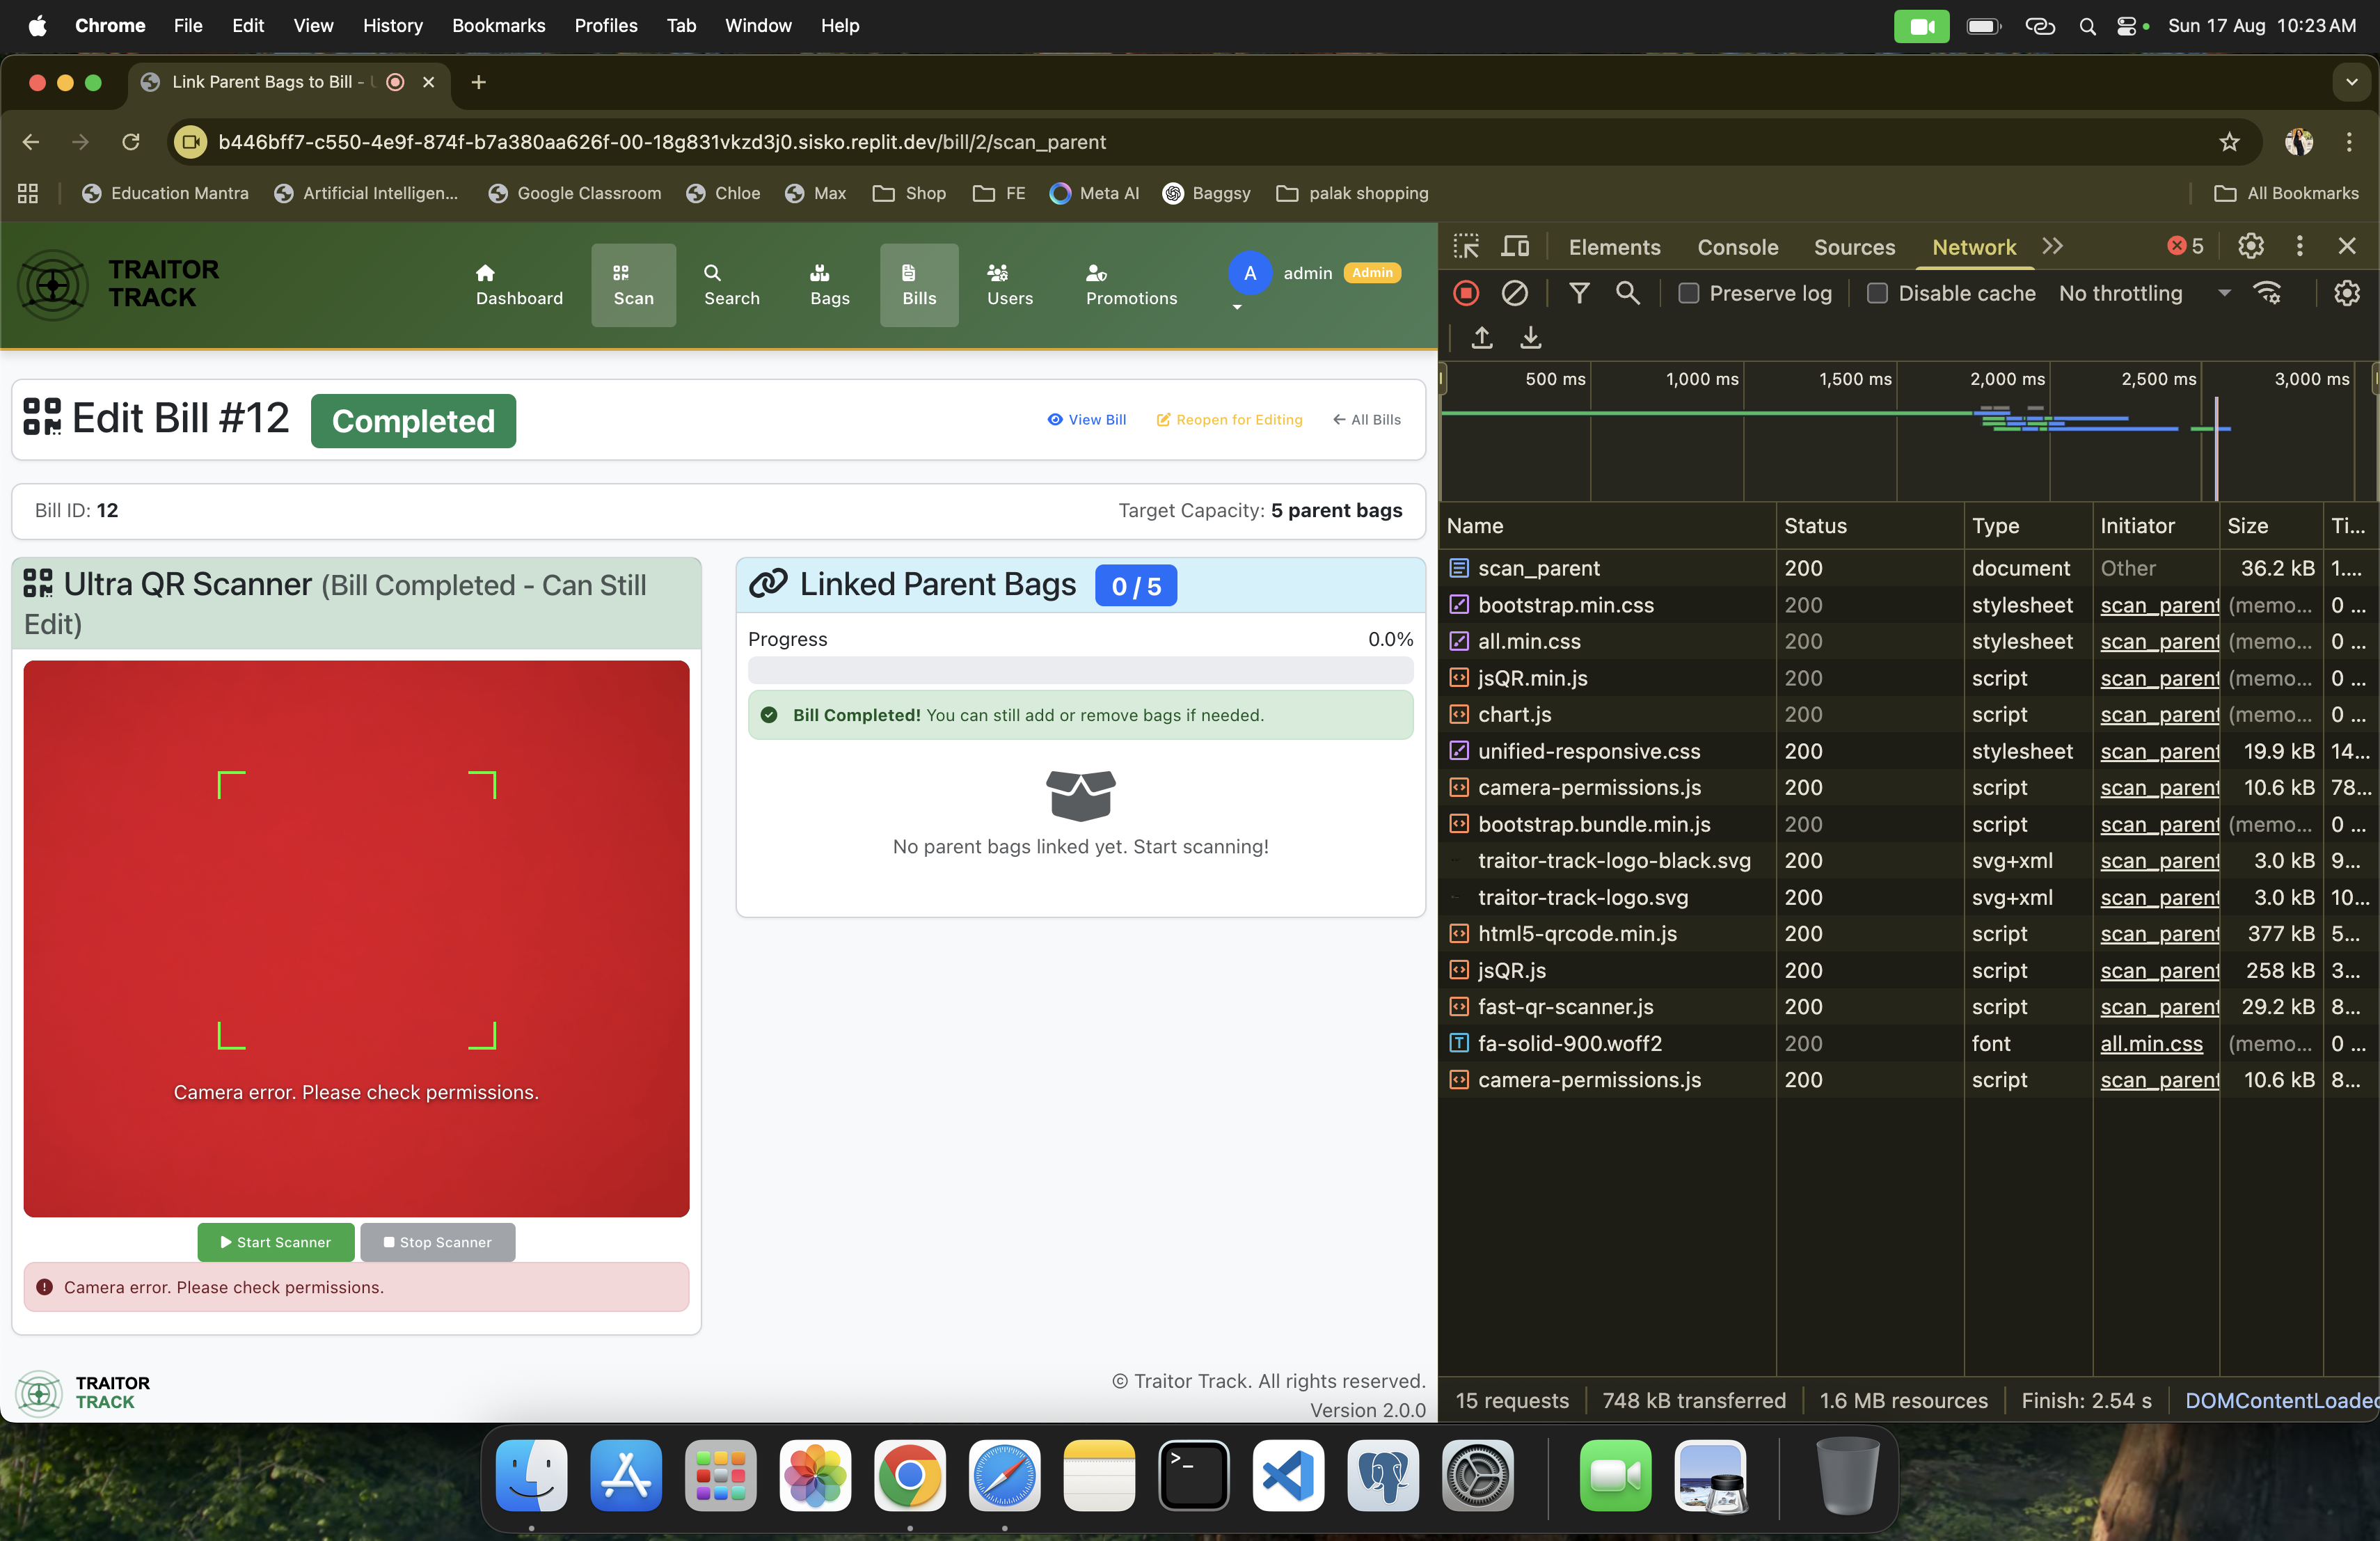 Chrome File Edit View History Bookmarks Profiles Tab Window Help Sun 17 Aug 10:23 AM
Link Parent Bags to Bill -
b446bff7-c550-4e9f-874f-b7a380aa626f-00-18g831vkzd3j0.sisko.replit.dev/bill/2/scan_parent
Education Mantra Artificial Intelligen... Google Classroom Chloe Max Shop FE Meta AI Baggsy palak shopping All Bookmarks
TRAITOR
TRACK
Dashboard Scan Search Bags Bills Users Promotions A admin Admin
Edit Bill #12 Completed View Bill Reopen for Editing ← All Bills
Bill ID: 12 Target Capacity: 5 parent bags
Ultra QR Scanner (Bill Completed - Can Still
Edit)
Camera error. Please check permissions.
Start Scanner Stop Scanner
Camera error. Please check permissions.
Linked Parent Bags 0 / 5
Progress 0.0%
Bill Completed! You can still add or remove bags if needed.
No parent bags linked yet. Start scanning!
TRAITOR
TRACK
© Traitor Track. All rights reserved.
Version 2.0.0
Elements Console Sources Network 5
Preserve log Disable cache No throttling
500 ms 1,000 ms 1,500 ms 2,000 ms 2,500 ms 3,000 ms
Name Status Type Initiator Size Ti...
scan_parent 200 document Other 36.2 kB 1....
bootstrap.min.css 200 stylesheet scan_parent (memo... 0 ...
all.min.css 200 stylesheet scan_parent (memo... 0 ...
jsQR.min.js 200 script scan_parent (memo... 0 ...
chart.js 200 script scan_parent (memo... 0 ...
unified-responsive.css 200 stylesheet scan_parent 19.9 kB 14...
camera-permissions.js 200 script scan_parent 10.6 kB 78...
bootstrap.bundle.min.js 200 script scan_parent (memo... 0 ...
traitor-track-logo-black.svg 200 svg+xml scan_parent 3.0 kB 9...
traitor-track-logo.svg 200 svg+xml scan_parent 3.0 kB 10...
html5-qrcode.min.js 200 script scan_parent 377 kB 5...
jsQR.js 200 script scan_parent 258 kB 3...
fast-qr-scanner.js 200 script scan_parent 29.2 kB 8...
fa-solid-900.woff2 200 font all.min.css (memo... 0 ...
camera-permissions.js 200 script scan_parent 10.6 kB 8...
15 requests 748 kB transferred 1.6 MB resources Finish: 2.54 s DOMContentLoaded